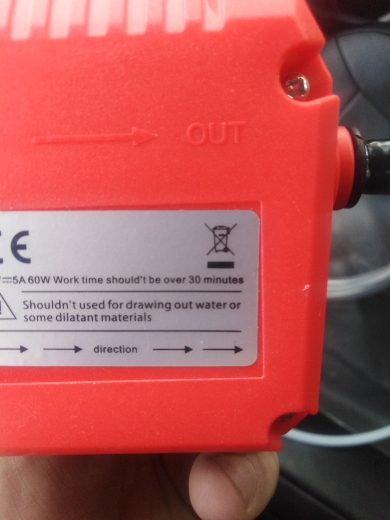 OUT
CE
5A 60W Work time should't be over 30 minutes
Shouldn't used for drawing out water or
some dilatant materials
direction